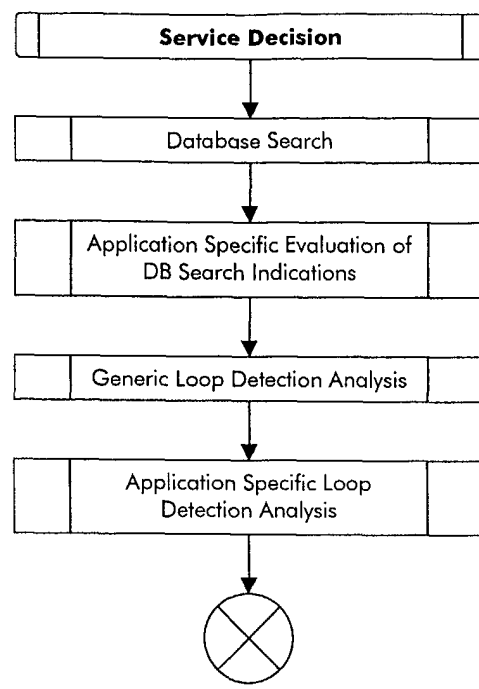 Service Decision
Database Search
Application Specific Evaluation of
DB Search Indications
Generic Loop Detection Analysis
Application Specific Loop
Detection Analysis